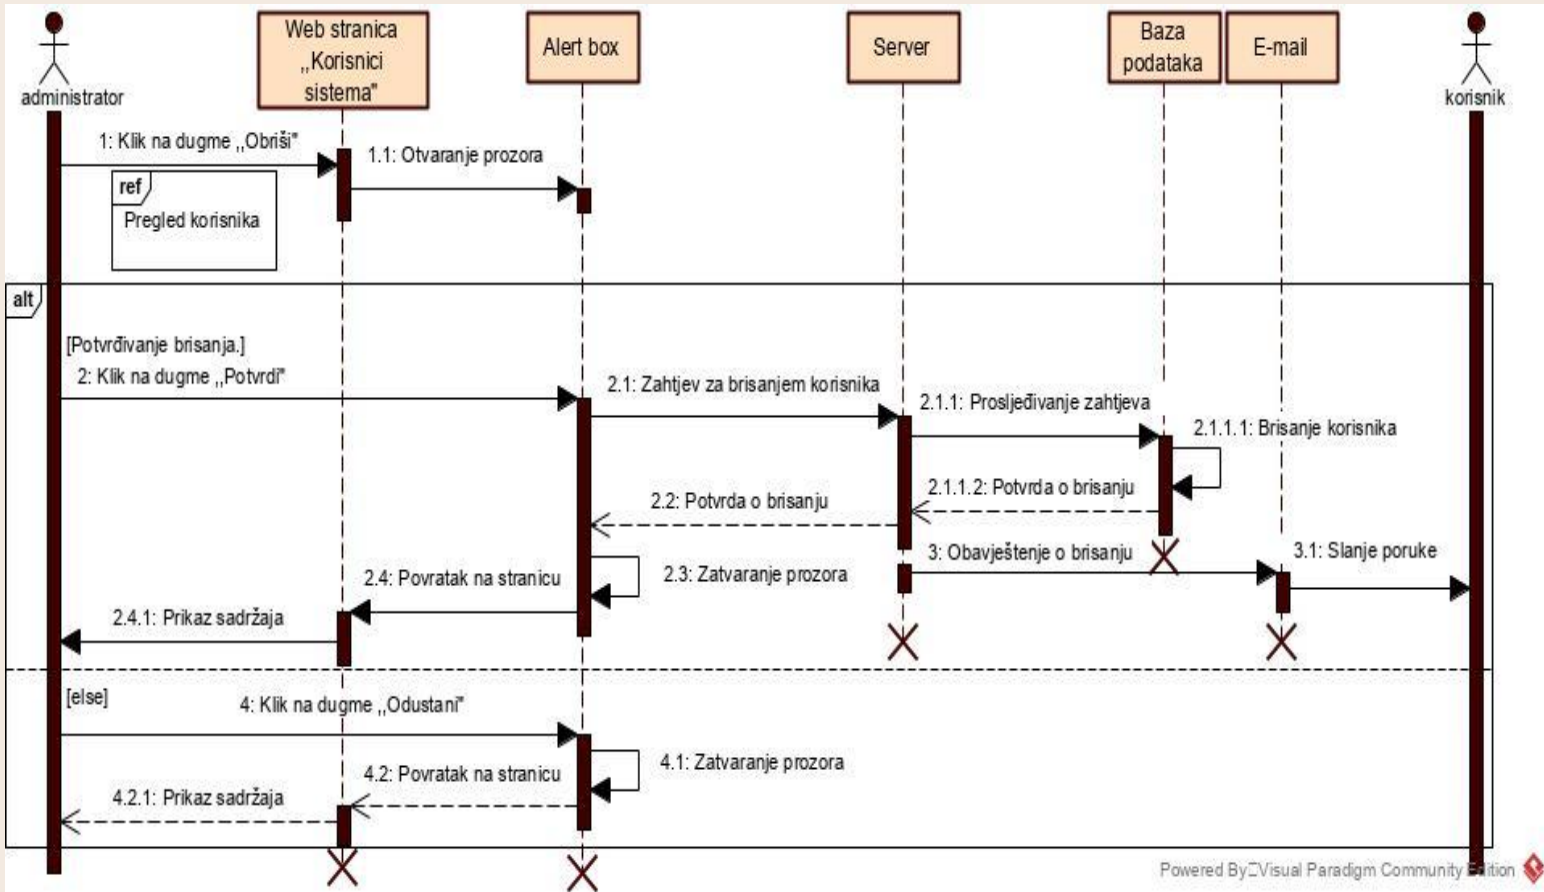 Web stranica
,,Korisnici
sistema"
Alert box
Server
Baza
podataka
E-mail
administrator
korisnik
1: Klik na dugme ,,Obriši"
1.1: Otvaranje prozora
ref
Pregled korisnika
alt
[Potvrđivanje brisanja.]
2: Klik na dugme ,,Potvrdi"
2.1: Zahtjev za brisanjem korisnika
2.1.1: Prosljeđivanje zahtjeva
2.1.1.1: Brisanje korisnika
2.1.1.2: Potvrda o brisanju
2.2: Potvrda o brisanju
3: Obavještenje o brisanju
3.1: Slanje poruke
2.3: Zatvaranje prozora
2.4: Povratak na stranicu
2.4.1: Prikaz sadržaja
[else]
4: Klik na dugme ,,Odustani"
4.1: Zatvaranje prozora
4.2: Povratak na stranicu
4.2.1: Prikaz sadržaja
Powered By Visual Paradigm Community Edition